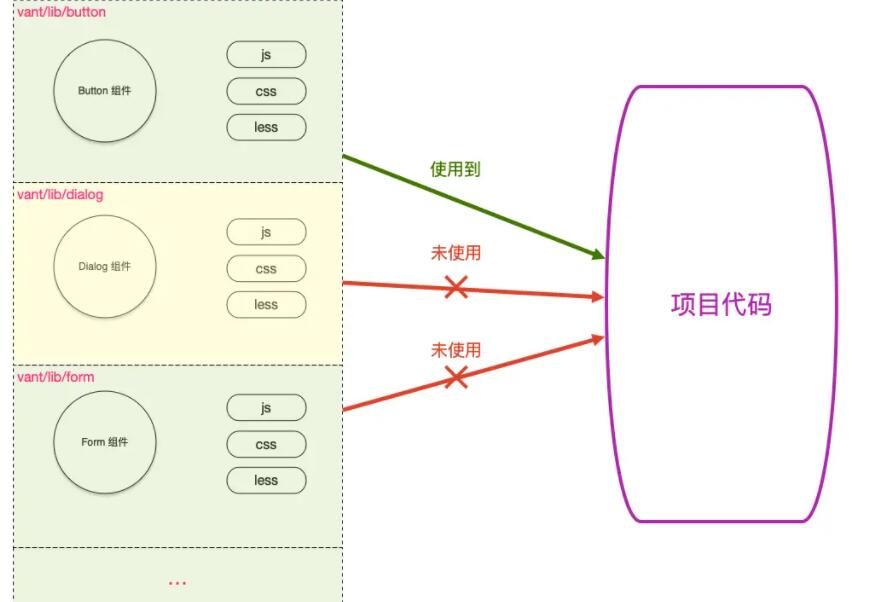 vant/lib/button
Button 组件
js
css
less
使用到
vant/lib/dialog
Dialog 组件
js
css
less
未使用
项目代码
未使用
vant/lib/form
Form 组件
js
css
less
...